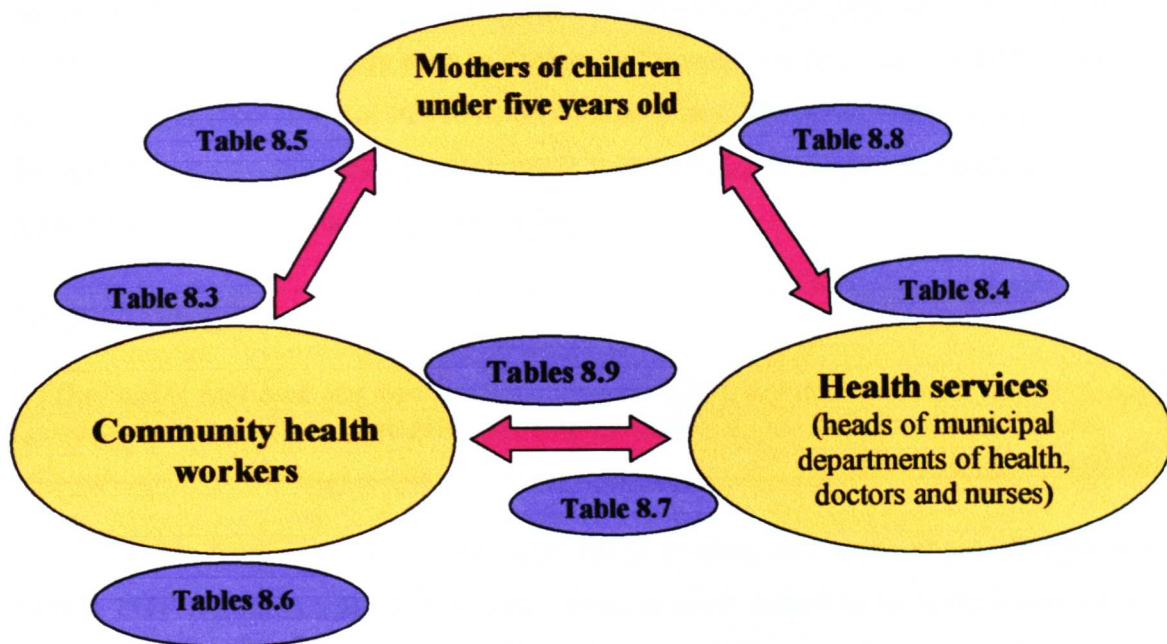 Mothers of children
under five years old
Table 8.5
Table 8.8
Table 8.3
Table 8.4
Tables 8.9
Community health
workers
Health services
(heads of municipal
departments of health,
doctors and nurses)
Table 8.7
Tables 8.6